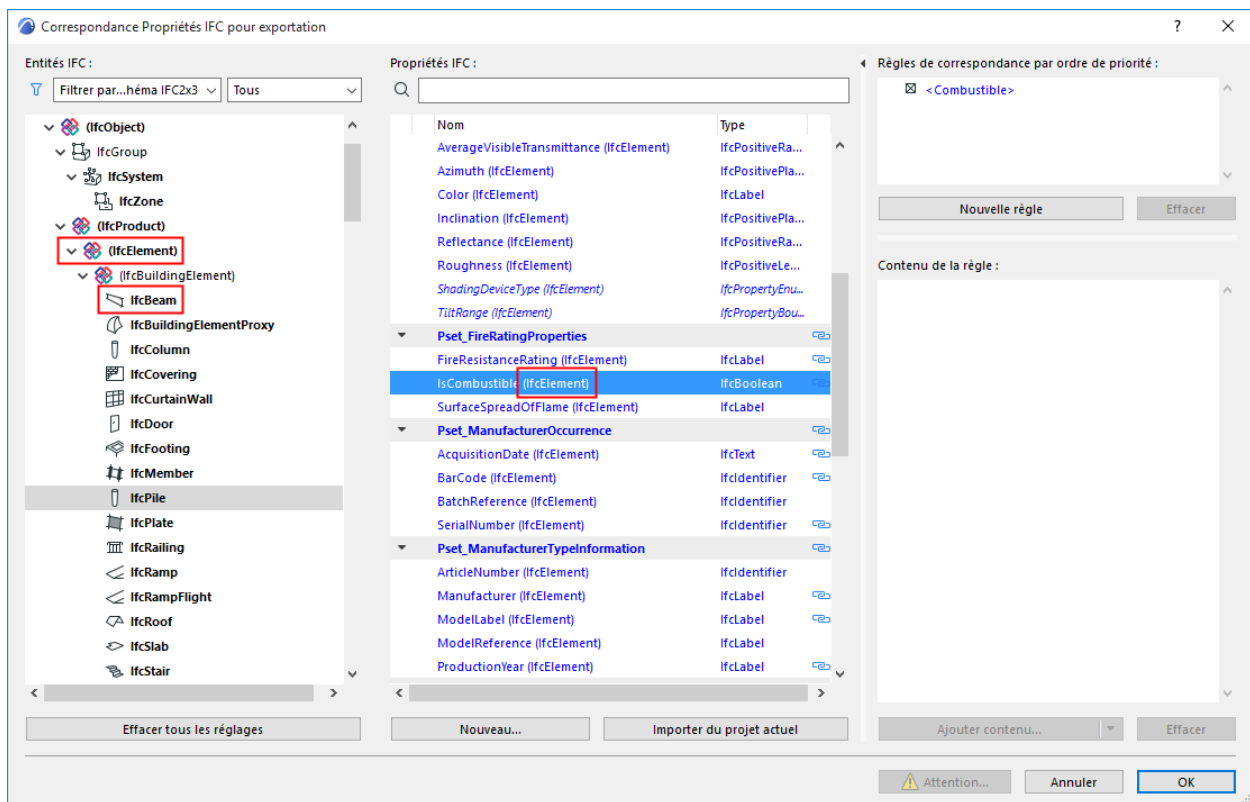 Correspondance Propriétés IFC pour exportation
?
Entités IFC :
Filtrer par...héma IFC2x3
Tous
(IfcObject)
IfcGroup
IfcSystem
IfcZone
(IfcProduct)
(IfcElement)
(IfcBuildingElement)
IfcBeam
IfcBuildingElementProxy
IfcColumn
IfcCovering
IfcCurtainWall
IfcDoor
IfcFooting
IfcMember
IfcPile
IfcPlate
IfcRailing
IfcRamp
IfcRampFlight
IfcRoof
IfcSlab
IfcStair
Effacer tous les réglages
Propriétés IFC :
Nom Type
AverageVisibleTransmittance (IfcElement) IfcPositiveRa...
Azimuth (IfcElement) IfcPositivePla...
Color (IfcElement) IfcLabel
Inclination (IfcElement) IfcPositivePla...
Reflectance (IfcElement) IfcPositiveRa...
Roughness (IfcElement) IfcPositiveLe...
ShadingDeviceType (IfcElement) IfcPropertyEnu...
TiltRange (IfcElement) IfcPropertyBou...
Pset_FireRatingProperties
FireResistanceRating (IfcElement) IfcLabel
IsCombustible (IfcElement) IfcBoolean
SurfaceSpreadOfFlame (IfcElement) IfcLabel
Pset_ManufacturerOccurrence
AcquisitionDate (IfcElement) IfcText
BarCode (IfcElement) IfcIdentifier
BatchReference (IfcElement) IfcIdentifier
SerialNumber (IfcElement) IfcIdentifier
Pset_ManufacturerTypeInformation
ArticleNumber (IfcElement) IfcIdentifier
Manufacturer (IfcElement) IfcLabel
ModelLabel (IfcElement) IfcLabel
ModelReference (IfcElement) IfcLabel
ProductionYear (IfcElement) IfcLabel
Nouveau...
Importer du projet actuel
Règles de correspondance par ordre de priorité :
<Combustible>
Nouvelle règle
Effacer
Contenu de la règle :
Ajouter contenu...
Effacer
Attention...
Annuler
OK